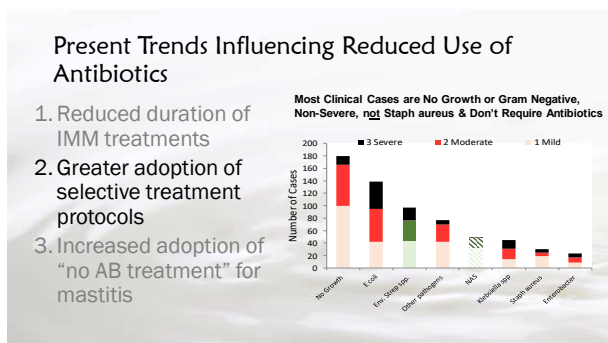 Present Trends Influencing Reduced Use of
Antibiotics
1. Reduced duration of
IMM treatments
2. Greater adoption of
selective treatment
protocols
3. Increased adoption of
“no AB treatment” for
mastitis
Most Clinical Cases are No Growth or Gram Negative,
Non-Severe, not Staph aureus & Don't Require Antibiotics
3 Severe 2 Moderate 1 Mild
Number of Cases
200
180
160
140
120
100
80
60
40
20
0
No Growth
E coli
Env. Strep spp.
Other pathogens
NAS
Klebsiella spp
Staph aureus
Enterobacter